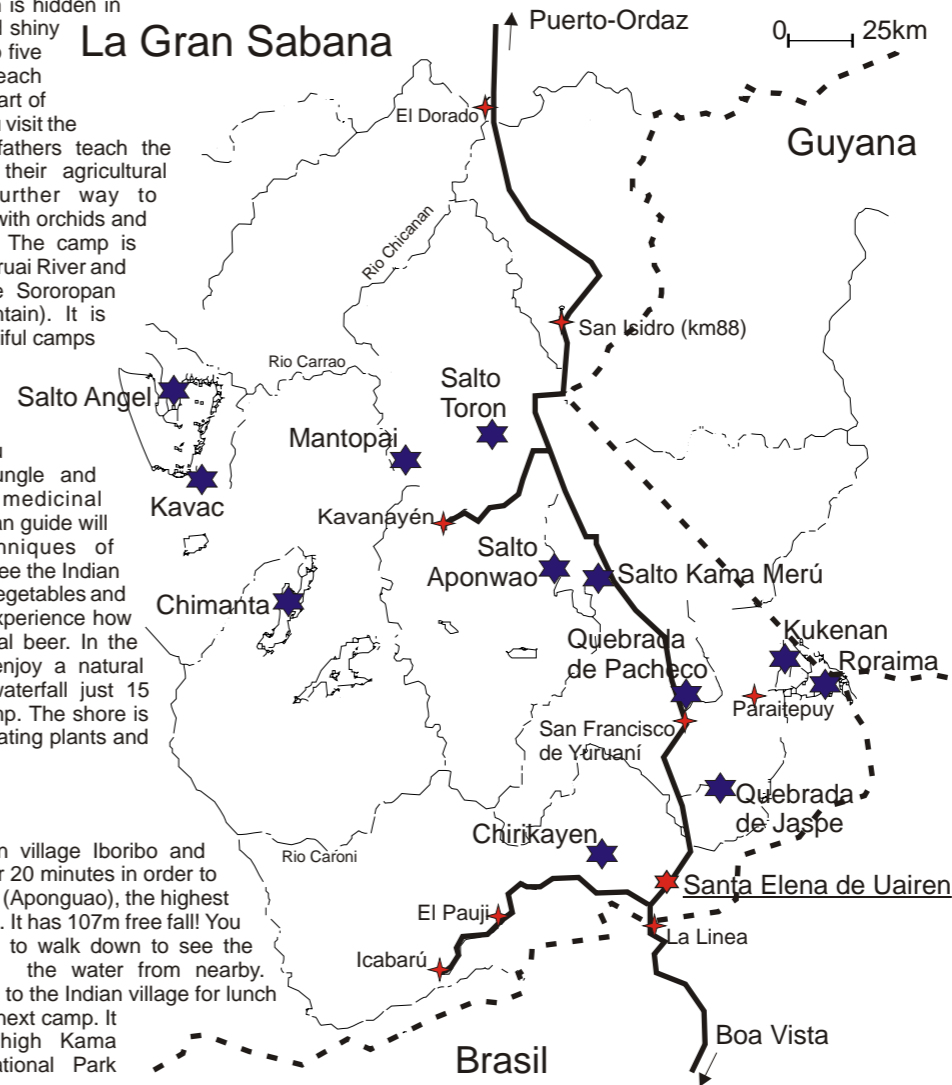 is hidden in
shiny
five
each
art of
visit the
fathers teach the
their agricultural
urther way to
with orchids and
The camp is
ruai River and
Sororopan
ntain). It is
iful camps
ungle and
medicinal
an guide will
hniques of
ee the Indian
egetables and
xperience how
al beer. In the
enjoy a natural
waterfall just 15
mp. The shore is
ating plants and
n village Iboribo and
r 20 minutes in order to
(Aponguao), the highest
. It has 107m free fall! You
to walk down to see the
the water from nearby.
to the Indian village for lunch
next camp. It
high Kama
ational Park
La Gran Sabana
Puerto-Ordaz
0 25km
El Dorado
Guyana
Rio Chicanan
San Isidro (km88)
Rio Carrao
Salto Angel
Salto
Toron
Mantopai
Kavac
Kavanayén
Salto
Aponwao
Salto Kama Merú
Chimanta
Quebrada
de Pacheco
Kukenan
Roraima
Paraitepuy
San Francisco
de Yuruaní
Quebrada
de Jaspe
Chirikayen
Rio Caroni
Santa Elena de Uairen
El Pauji
La Linea
Icabarú
Boa Vista
Brasil